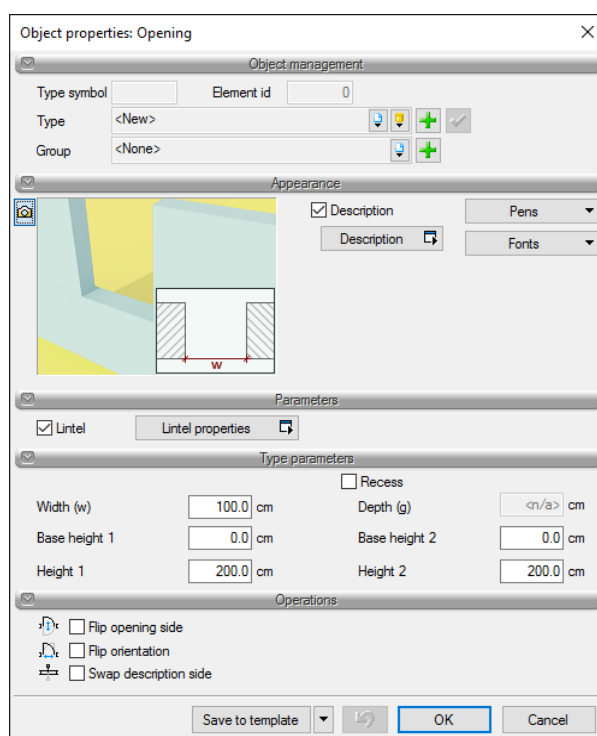 Object properties: Opening
Object management
Type symbol Element id 0
Type <New>
Group <None>
Appearance
Description Pens
Description Fonts
w
Parameters
Lintel Lintel properties
Type parameters
Recess
Width (w) 100.0 cm Depth (g) <n/a> cm
Base height 1 0.0 cm Base height 2 0.0 cm
Height 1 200.0 cm Height 2 200.0 cm
Operations
Flip opening side
Flip orientation
Swap description side
Save to template OK Cancel